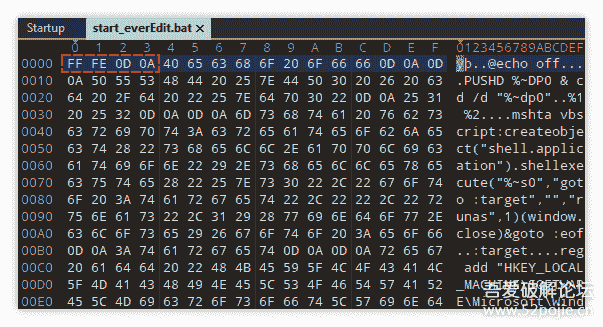 Startup start_everEdit.bat ×
0 1 2 3 4 5 6 7 8 9 A B C D E F 0123456789ABCDEF
0000 FF FE 0D 0A 40 65 63 68 6F 20 6F 66 66 0D 0A 0D ÿþ..@echo off...
0010 0A 50 55 53 48 44 20 25 7E 44 50 30 20 26 20 63 .PUSHD %~DP0 & c
0020 64 20 2F 64 20 22 25 7E 64 70 30 22 0D 0A 25 31 d /d "%~dp0"..%1
0030 20 25 32 0D 0A 0D 0A 6D 73 68 74 61 20 76 62 73 %2....mshta vbs
0040 63 72 69 70 74 3A 63 72 65 61 74 65 6F 62 6A 65 cript:createobje
0050 63 74 28 22 73 68 65 6C 6C 2E 61 70 70 6C 69 63 ct("shell.applic
0060 61 74 69 6F 6E 22 29 2E 73 68 65 6C 6C 65 78 65 ation").shellexe
0070 63 75 74 65 28 22 25 7E 73 30 22 2C 22 67 6F 74 cute("%~s0","got
0080 6F 20 3A 74 61 72 67 65 74 22 2C 22 22 2C 22 72 o :target","","r
0090 75 6E 61 73 22 2C 31 29 28 77 69 6E 64 6F 77 2E unas",1)(window.
00A0 63 6C 6F 73 65 29 26 67 6F 74 6F 20 3A 65 6F 66 close)&goto :eof
00B0 0D 0A 3A 74 61 72 67 65 74 0D 0A 0D 0A 72 65 67 ..:target....reg
00C0 20 61 64 64 20 22 48 4B 45 59 5F 4C 4F 43 41 4C add "HKEY_LOCAL
00D0 5F 4D 41 43 48 49 4E 45 5C 53 4F 46 54 57 41 52 _MACHINE\SOFTWAR
00E0 45 5C 4D 69 63 72 6F 73 6F 66 74 5C 57 69 6E 64 E\Microsoft\Wind
吾爱破解论坛
www.52pojie.cn